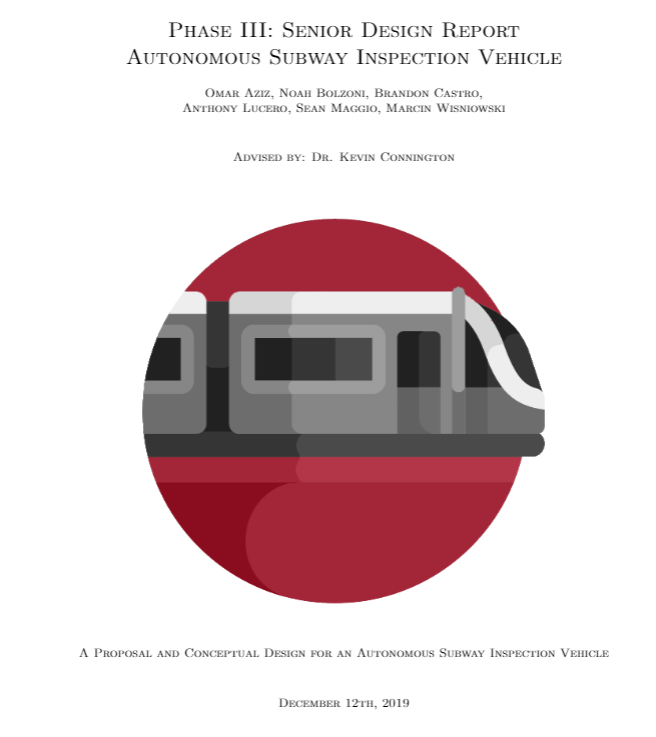 Phase III: Senior Design Report
Autonomous Subway Inspection Vehicle
Omar Aziz, Noah Bolzoni, Brandon Castro,
Anthony Lucero, Sean Maggio, Marcin Wisniowski
Advised by: Dr. Kevin Connington
A Proposal and Conceptual Design for an Autonomous Subway Inspection Vehicle
December 12th, 2019